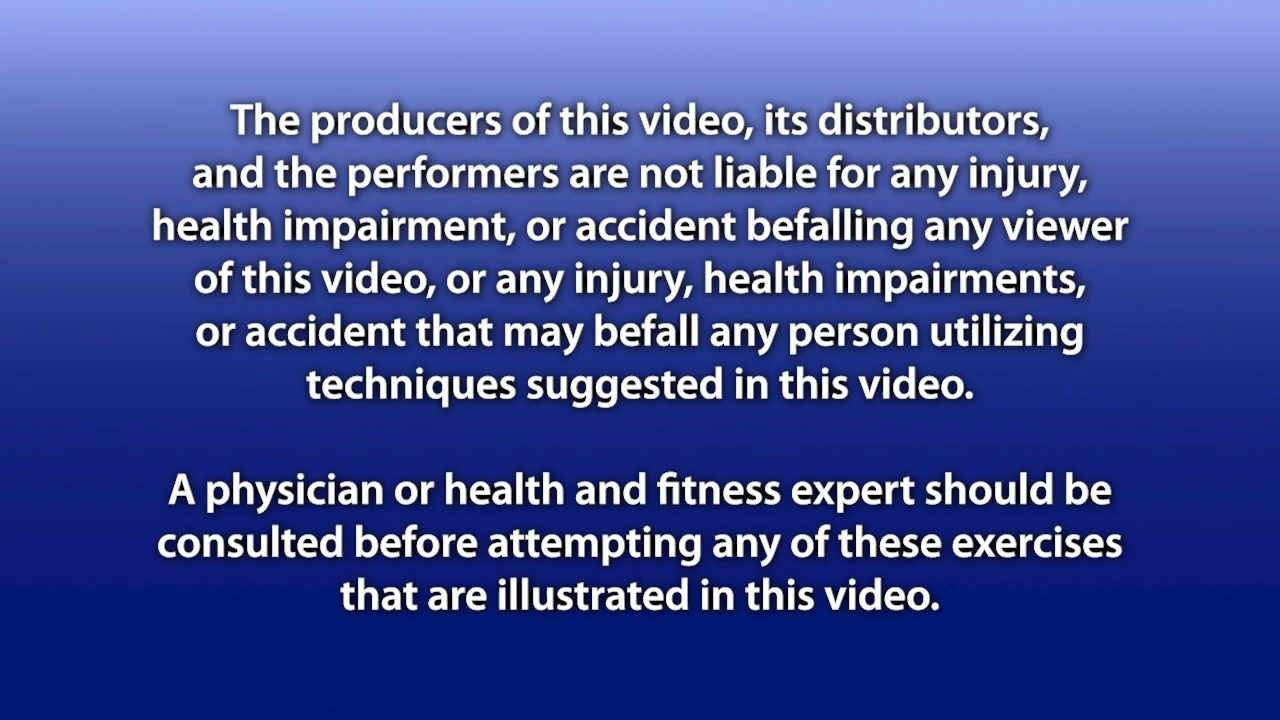 The producers of this video, its distributors,
and the performers are not liable for any injury,
health impairment, or accident befalling any viewer
of this video, or any injury, health impairments,
or accident that may befall any person utilizing
techniques suggested in this video.
A physician or health and fitness expert should be
consulted before attempting any of these exercises
that are illustrated in this video.